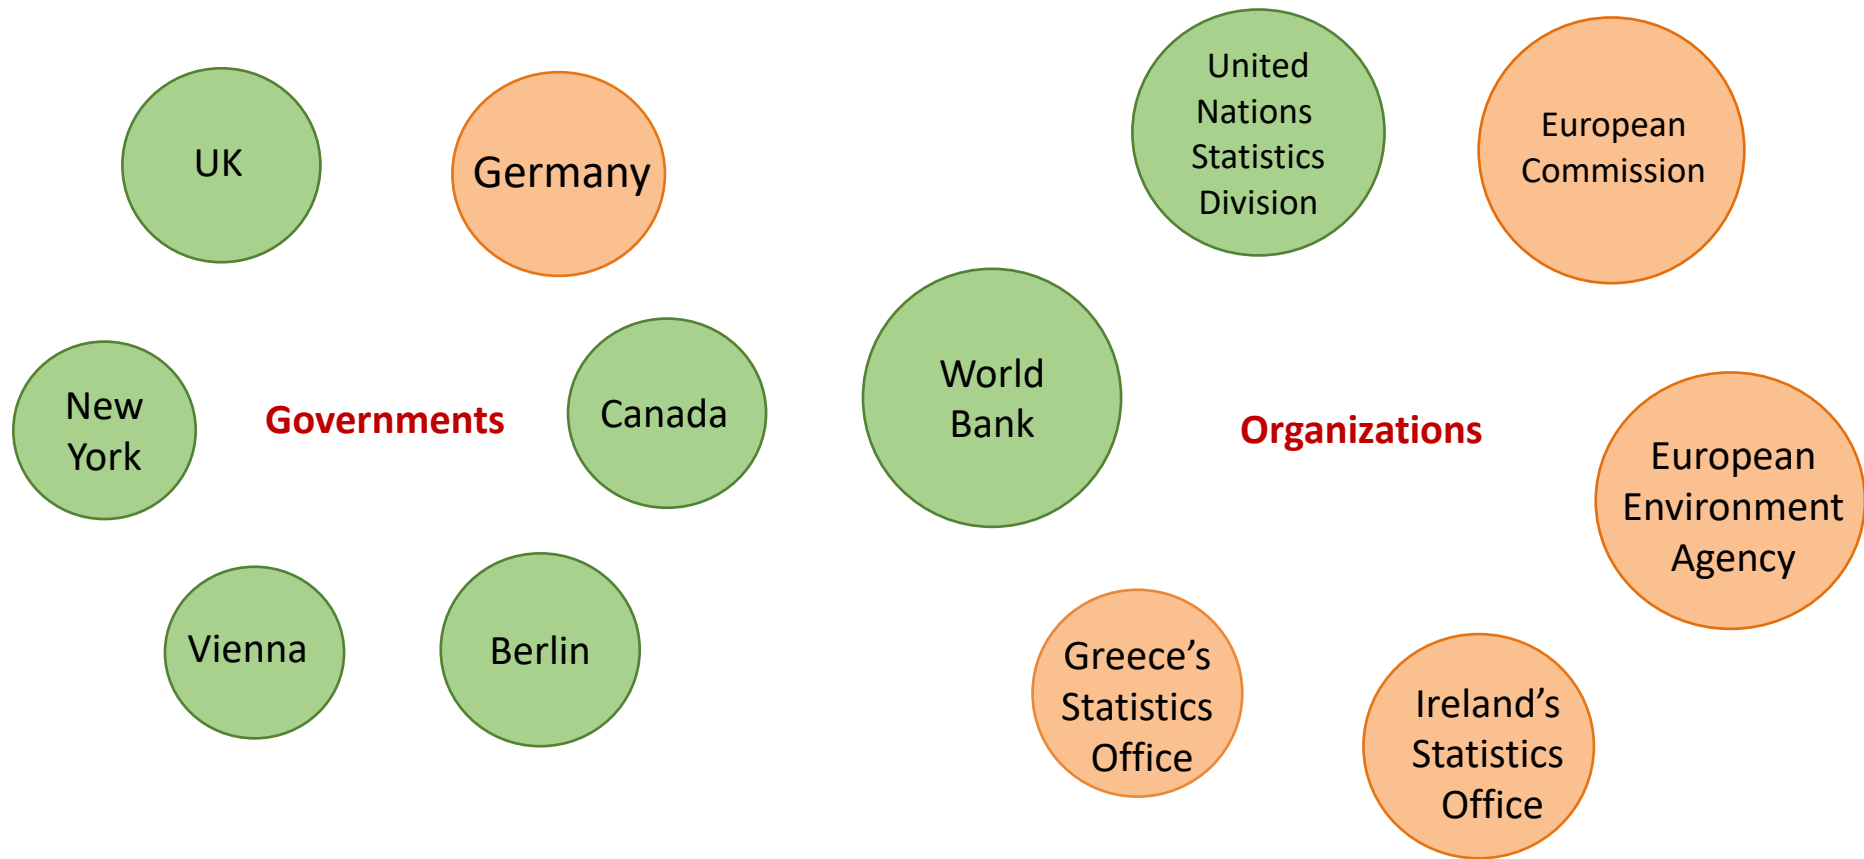 UK
Germany
New
York
Governments
Canada
Vienna
Berlin
United
Nations
Statistics
Division
European
Commission
World
Bank
Organizations
European
Environment
Agency
Greece’s
Statistics
Office
Ireland’s
Statistics
Office